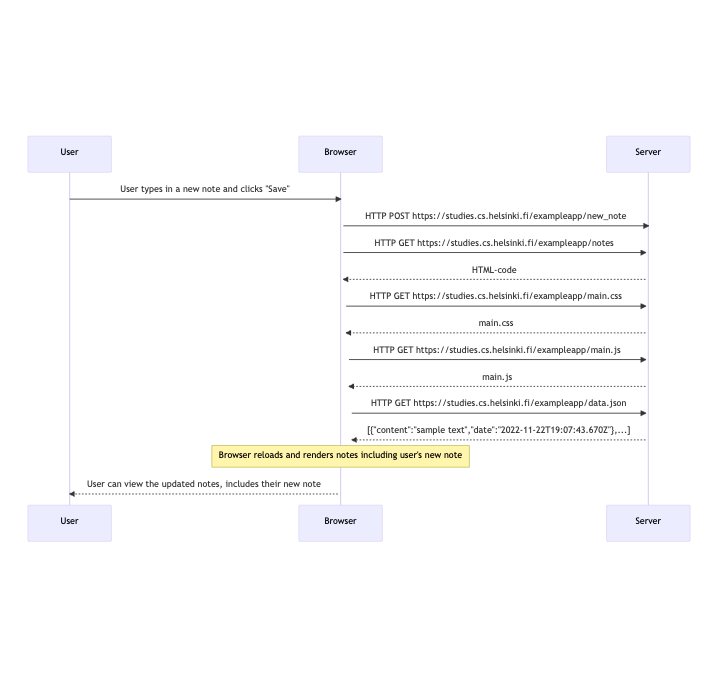 User
Browser
Server
User types in a new note and clicks "Save"
HTTP POST https://studies.cs.helsinki.fi/exampleapp/new_note
HTTP GET https://studies.cs.helsinki.fi/exampleapp/notes
HTML-code
HTTP GET https://studies.cs.helsinki.fi/exampleapp/main.css
main.css
HTTP GET https://studies.cs.helsinki.fi/exampleapp/main.js
main.js
HTTP GET https://studies.cs.helsinki.fi/exampleapp/data.json
[{"content":"sample text","date":"2022-11-22T19:07:43.670Z"},...]
Browser reloads and renders notes including user's new note
User can view the updated notes, includes their new note
User
Browser
Server